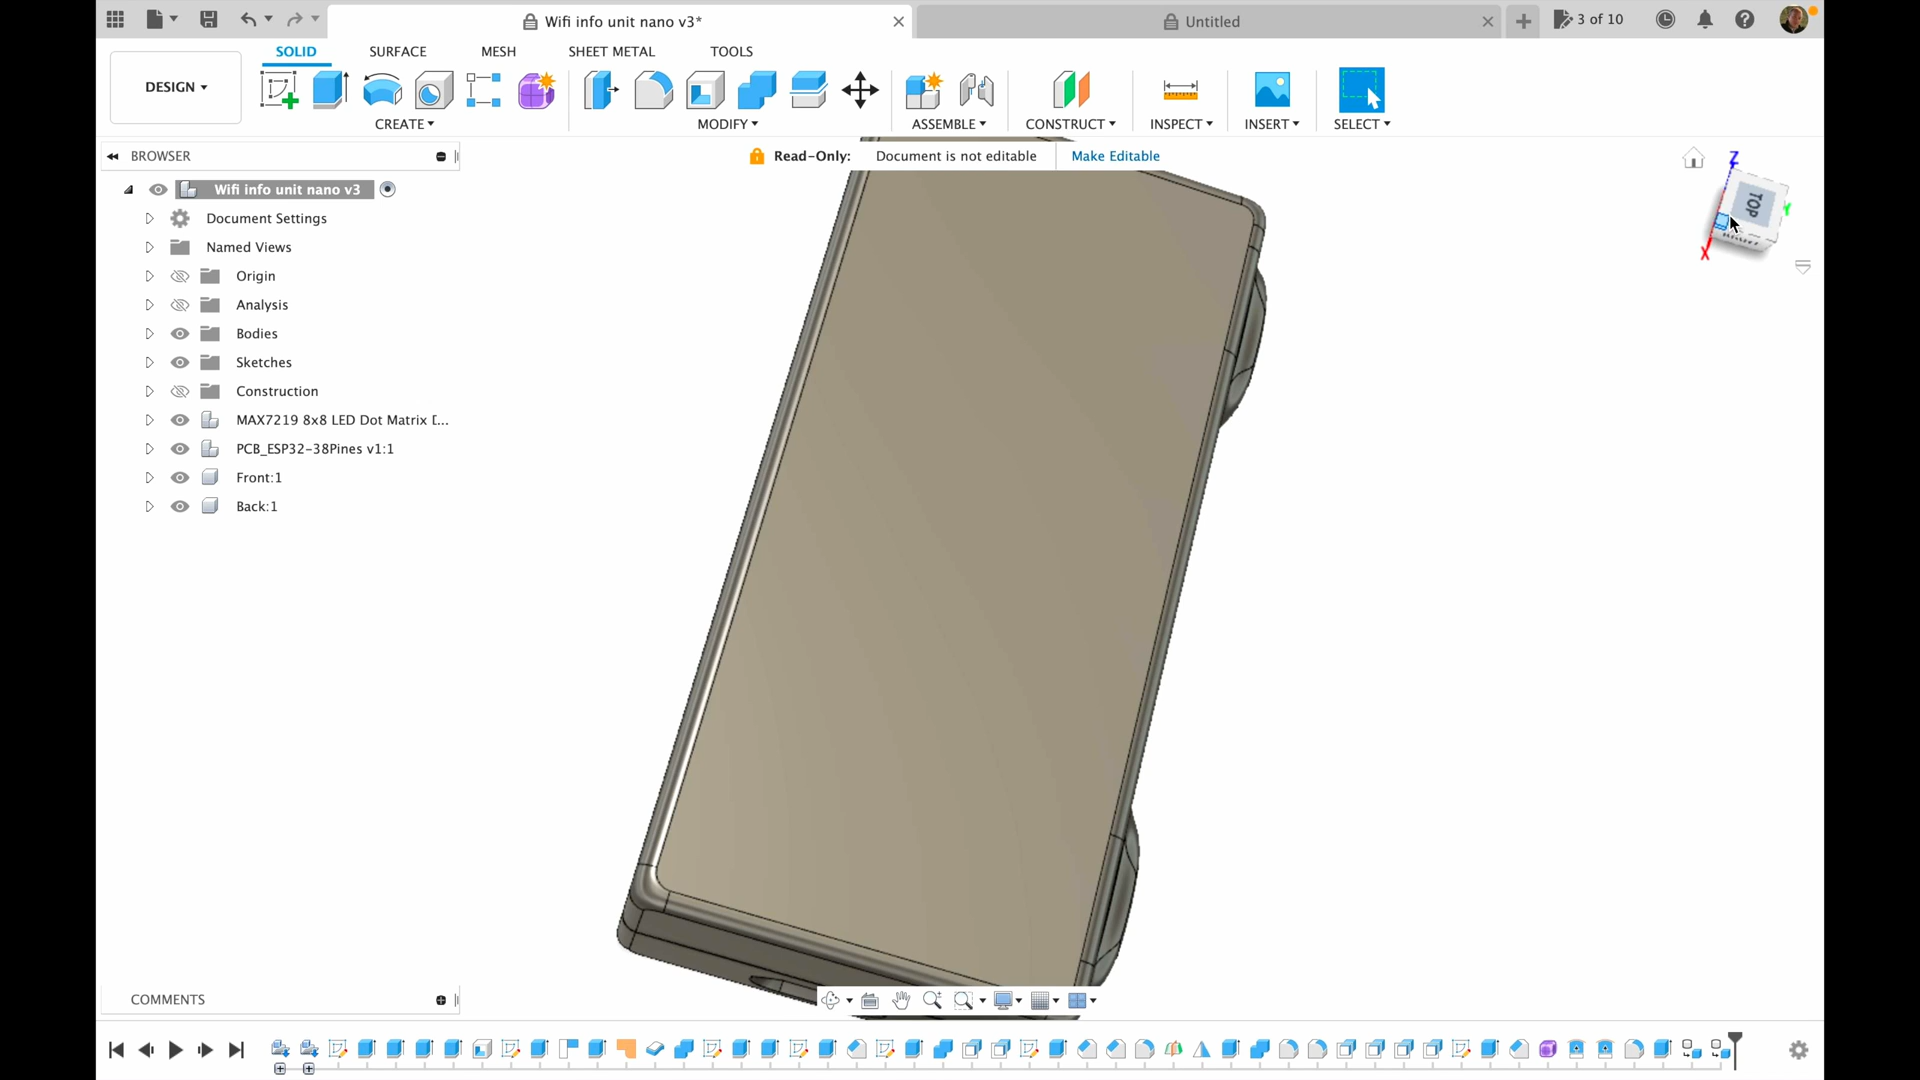 Wifi info unit nano v3*
Untitled
3 of 10
SOLID
SURFACE
MESH
SHEET METAL
TOOLS
DESIGN
CREATE
MODIFY
ASSEMBLE
CONSTRUCT
INSPECT
INSERT
SELECT
BROWSER
Read-Only: Document is not editable
Make Editable
Wifi info unit nano v3
Document Settings
Named Views
Origin
Analysis
Bodies
Sketches
Construction
MAX7219 8x8 LED Dot Matrix [...
PCB_ESP32-38Pines v1:1
Front:1
Back:1
Z
TOP
Y
X
COMMENTS